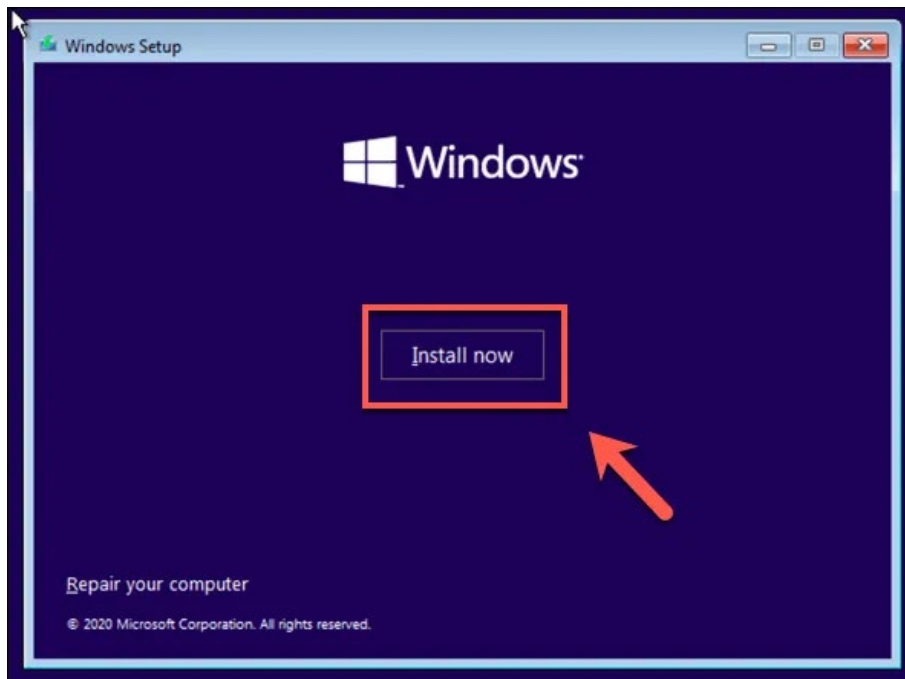 Windows Setup
Windows
Install now
Repair your computer
© 2020 Microsoft Corporation. All rights reserved.